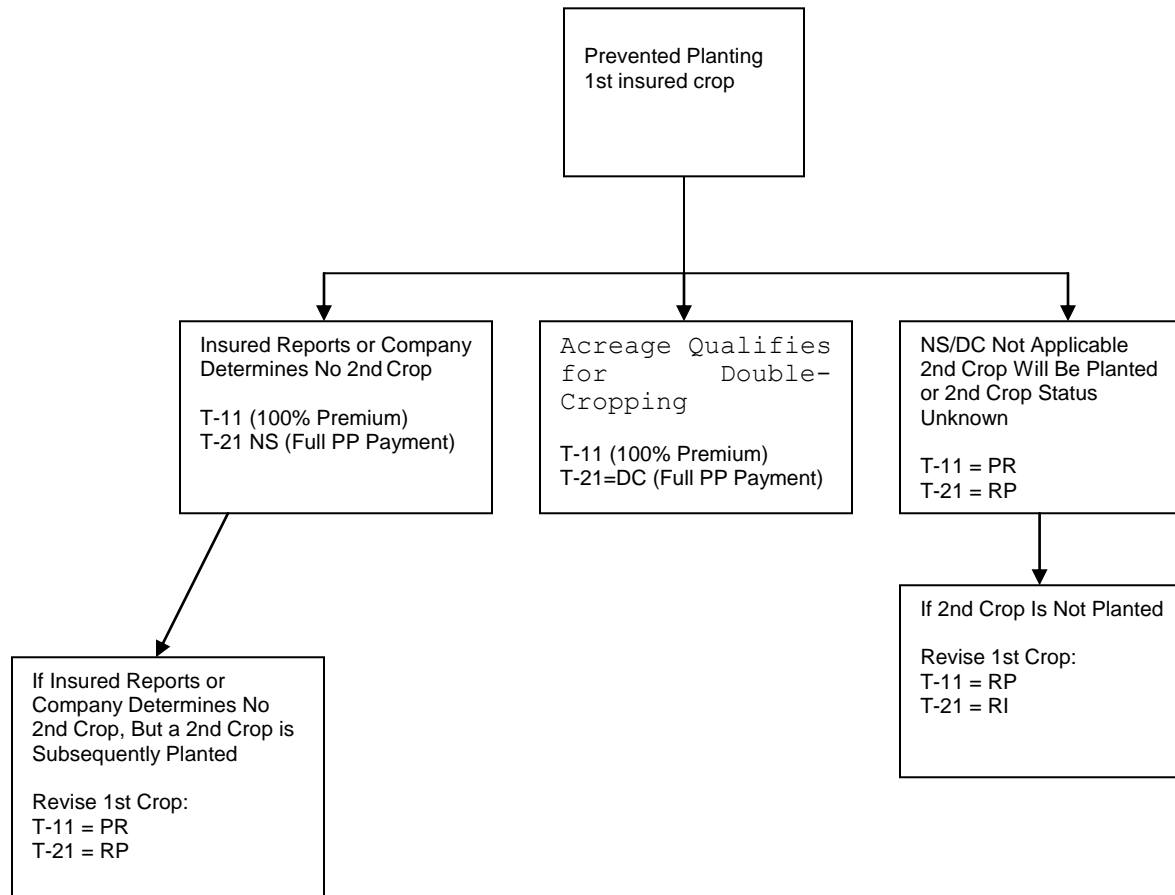 Prevented Planting
1st insured crop
Insured Reports or Company
Determines No 2nd Crop
T-11 (100% Premium)
T-21 NS (Full PP Payment)
Acreage Qualifies
for Double-
Cropping
T-11 (100% Premium)
T-21=DC (Full PP Payment)
NS/DC Not Applicable
2nd Crop Will Be Planted
or 2nd Crop Status
Unknown
T-11 = PR
T-21 = RP
If 2nd Crop Is Not Planted
Revise 1st Crop:
T-11 = RP
T-21 = RI
If Insured Reports or
Company Determines No
2nd Crop, But a 2nd Crop is
Subsequently Planted
Revise 1st Crop:
T-11 = PR
T-21 = RP